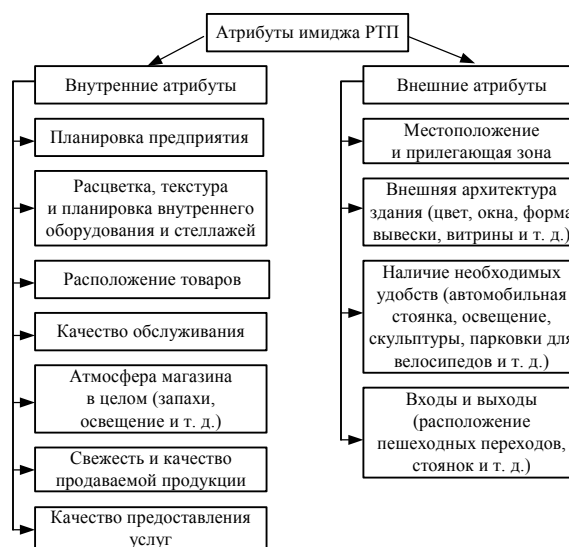 Атрибуты имиджа РТП
Внутренние атрибуты
Планировка предприятия
Расцветка, текстура
и планировка внутреннего
оборудования и стеллажей
Расположение товаров
Качество обслуживания
Атмосфера магазина
в целом (запахи,
освещение и т. д.)
Свежесть и качество
продаваемой продукции
Качество предоставления
услуг
Внешние атрибуты
Местоположение
и прилегающая зона
Внешняя архитектура
здания (цвет, окна, форма
вывески, витрины и т. д.)
Наличие необходимых
удобств (автомобильная
стоянка, освещение,
скульптуры, парковки для
велосипедов и т. д.)
Входы и выходы
(расположение
пешеходных переходов,
стоянок и т. д.)